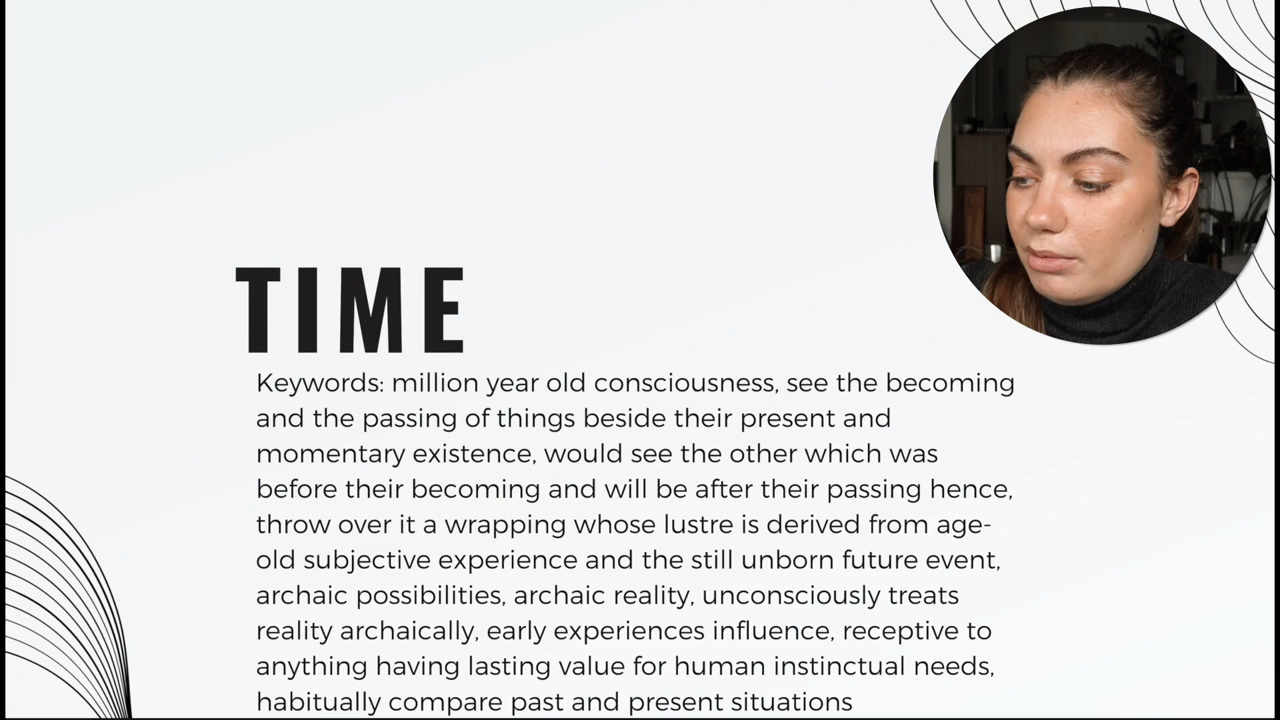 TIME
Keywords: million year old consciousness, see the becoming
and the passing of things beside their present and
momentary existence, would see the other which was
before their becoming and will be after their passing hence,
throw over it a wrapping whose lustre is derived from age-
old subjective experience and the still unborn future event,
archaic possibilities, archaic reality, unconsciously treats
reality archaically, early experiences influence, receptive to
anything having lasting value for human instinctual needs,
habitually compare past and present situations